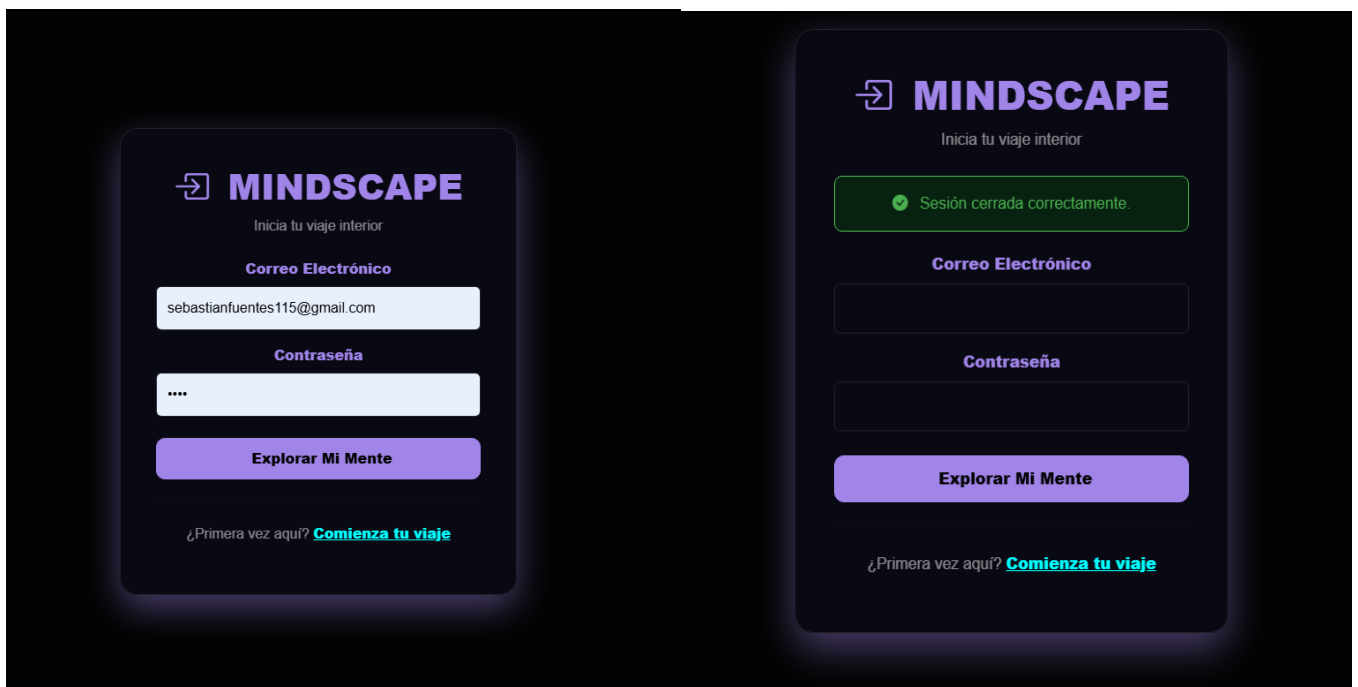 MINDSCAPE
Inicia tu viaje interior
Correo Electrónico
sebastianfuentes115@gmail.com
Contraseña
••••
Explorar Mi Mente
¿Primera vez aquí? Comienza tu viaje
MINDSCAPE
Inicia tu viaje interior
Sesión cerrada correctamente.
Correo Electrónico
Contraseña
Explorar Mi Mente
¿Primera vez aquí? Comienza tu viaje